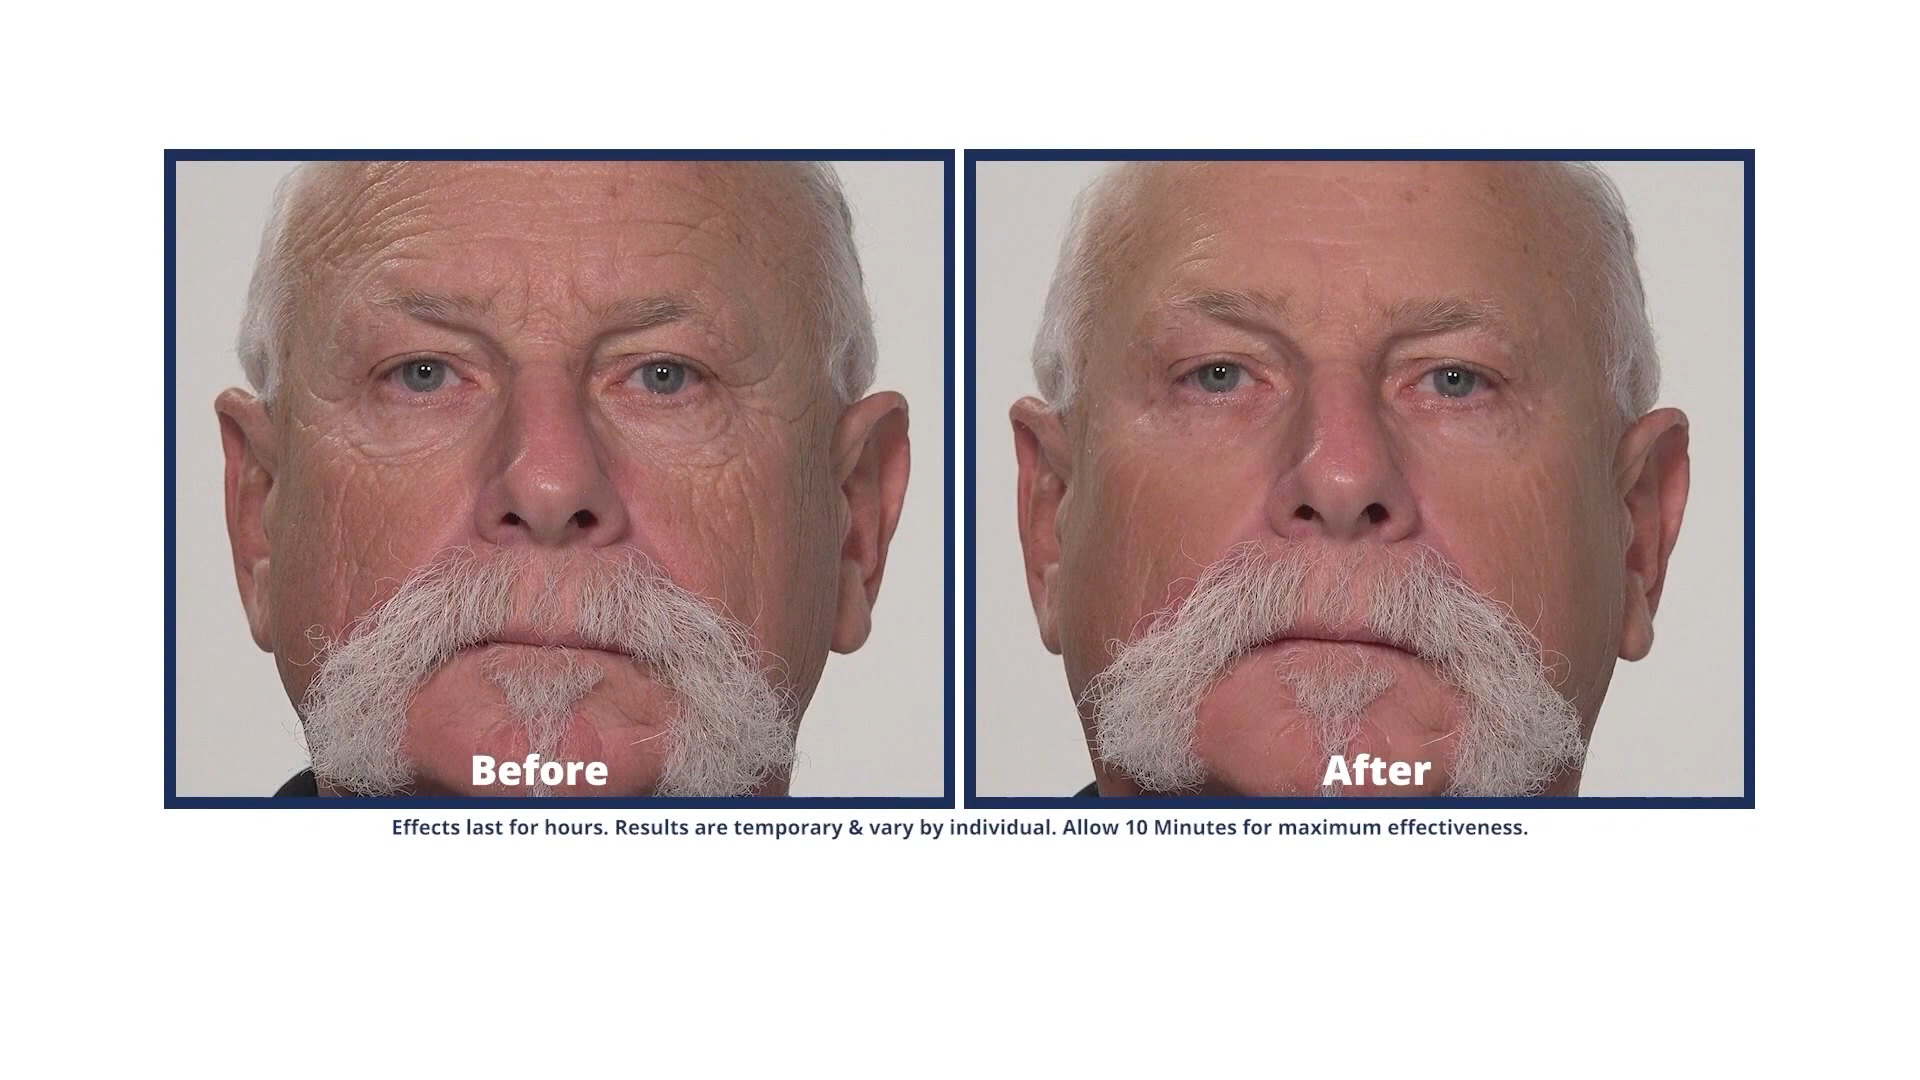 Before
After
Effects last for hours. Results are temporary & vary by individual. Allow 10 Minutes for maximum effectiveness.